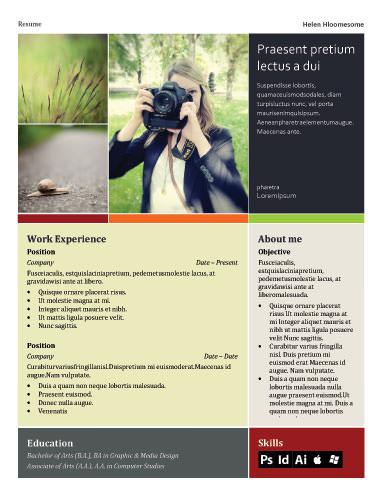 Resume
Helen Hloomesome
Praesent pretium
lectus a dui
Suspendisse lobortis,
quamaceuismodsodales, diam
turpisluctus nunc, vel porta
maurisenimquisipsum.
Aeneanpharetraelementumaugue.
Maecenas ante.
pharetra
LoremIpsum
Work Experience
Position
Company Date – Present
Fusceiaculis, estquislaciniapretium, pedemetusmolestie lacus, at
gravidawisi ante at libero.
• Quisque ornare placerat risus.
• Ut molestie magna at mi.
• Integer aliquet mauris et nibh.
• Ut mattis ligula posuere velit.
• Nunc sagittis.
Position
Company Date – Date
Curabiturvariusfringillanisl.Duispretium mi euismoderat.Maecenas id
augue.Nam vulputate.
• Duis a quam non neque lobortis malesuada.
• Praesent euismod.
• Donec nulla augue.
• Venenatis
About me
Objective
Fusceiaculis,
estquislaciniapretium,
pedemetusmolestie lacus, at
gravidawisi ante at
liberomalesuada.
• Quisque ornare placerat
risus Ut molestie magna at
mi Integer aliquet mauris et
nibh ut mattis ligula posuere
velit Nunc sagittis.
• Curabitur varius fringilla
nisl. Duis pretium mi
euismod erat Maecenas id
augue. Nam vulputate.
• Duis a quam non neque
lobortis malesuada nulla
augue praesent euismod.Ut
molestie magna at mi. Duis a
quam non neque lobortis
Education
Bachelor of Arts (B.A.), BA in Graphic & Media Design
Associate of Arts (A.A.), A.A. in Computer Studies
Skills
Ps Id Ai